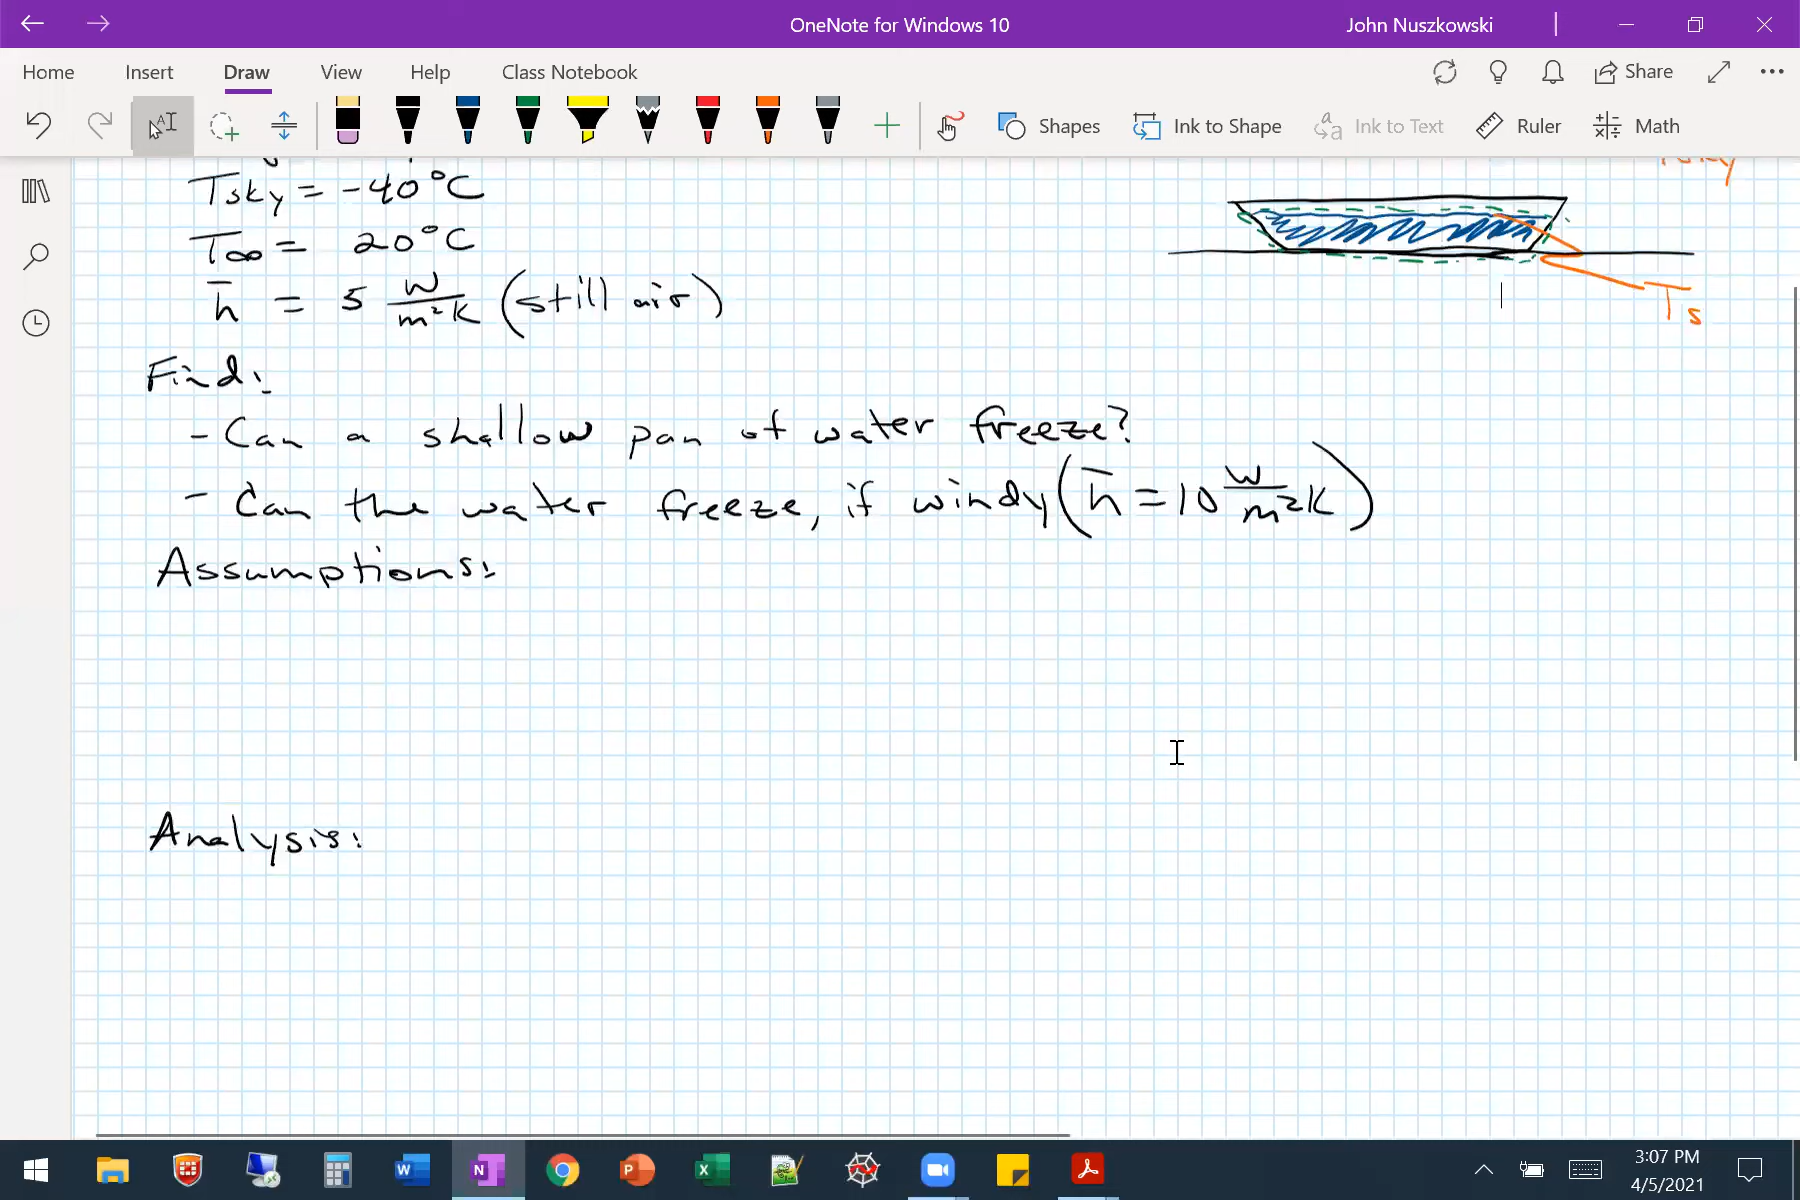 OneNote for Windows 10
John Nuszkowski
Home Insert Draw View Help Class Notebook
Share
Shapes Ink to Shape Ink to Text Ruler Math
Tsky = -40°C
T∞ = 20°C
h̄ = 5 W/m²K (still air)
Ts
Find:
- Can a shallow pan of water freeze?
- Can the water freeze, if windy (h̄ = 10 W/m²K)
Assumptions:
Analysis:
3:07 PM
4/5/2021